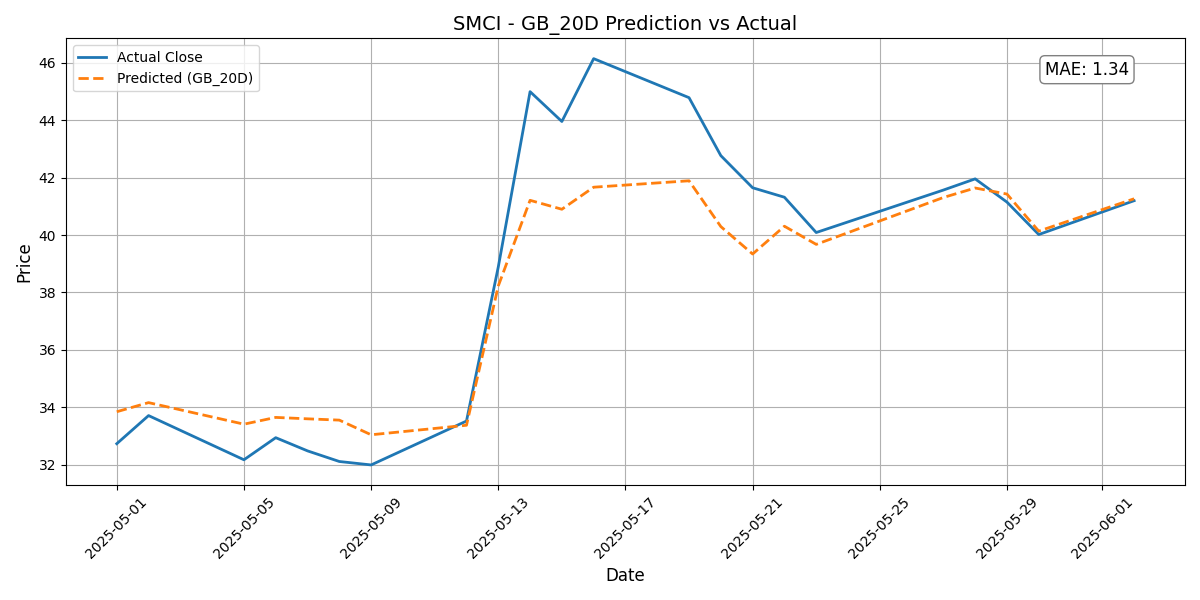 SMCI - GB_20D Prediction vs Actual
Actual Close
Predicted (GB_20D)
MAE: 1.34
Price
46
44
42
40
38
36
34
32
2025-05-01
2025-05-05
2025-05-09
2025-05-13
2025-05-17
2025-05-21
2025-05-25
2025-05-29
2025-06-01
Date